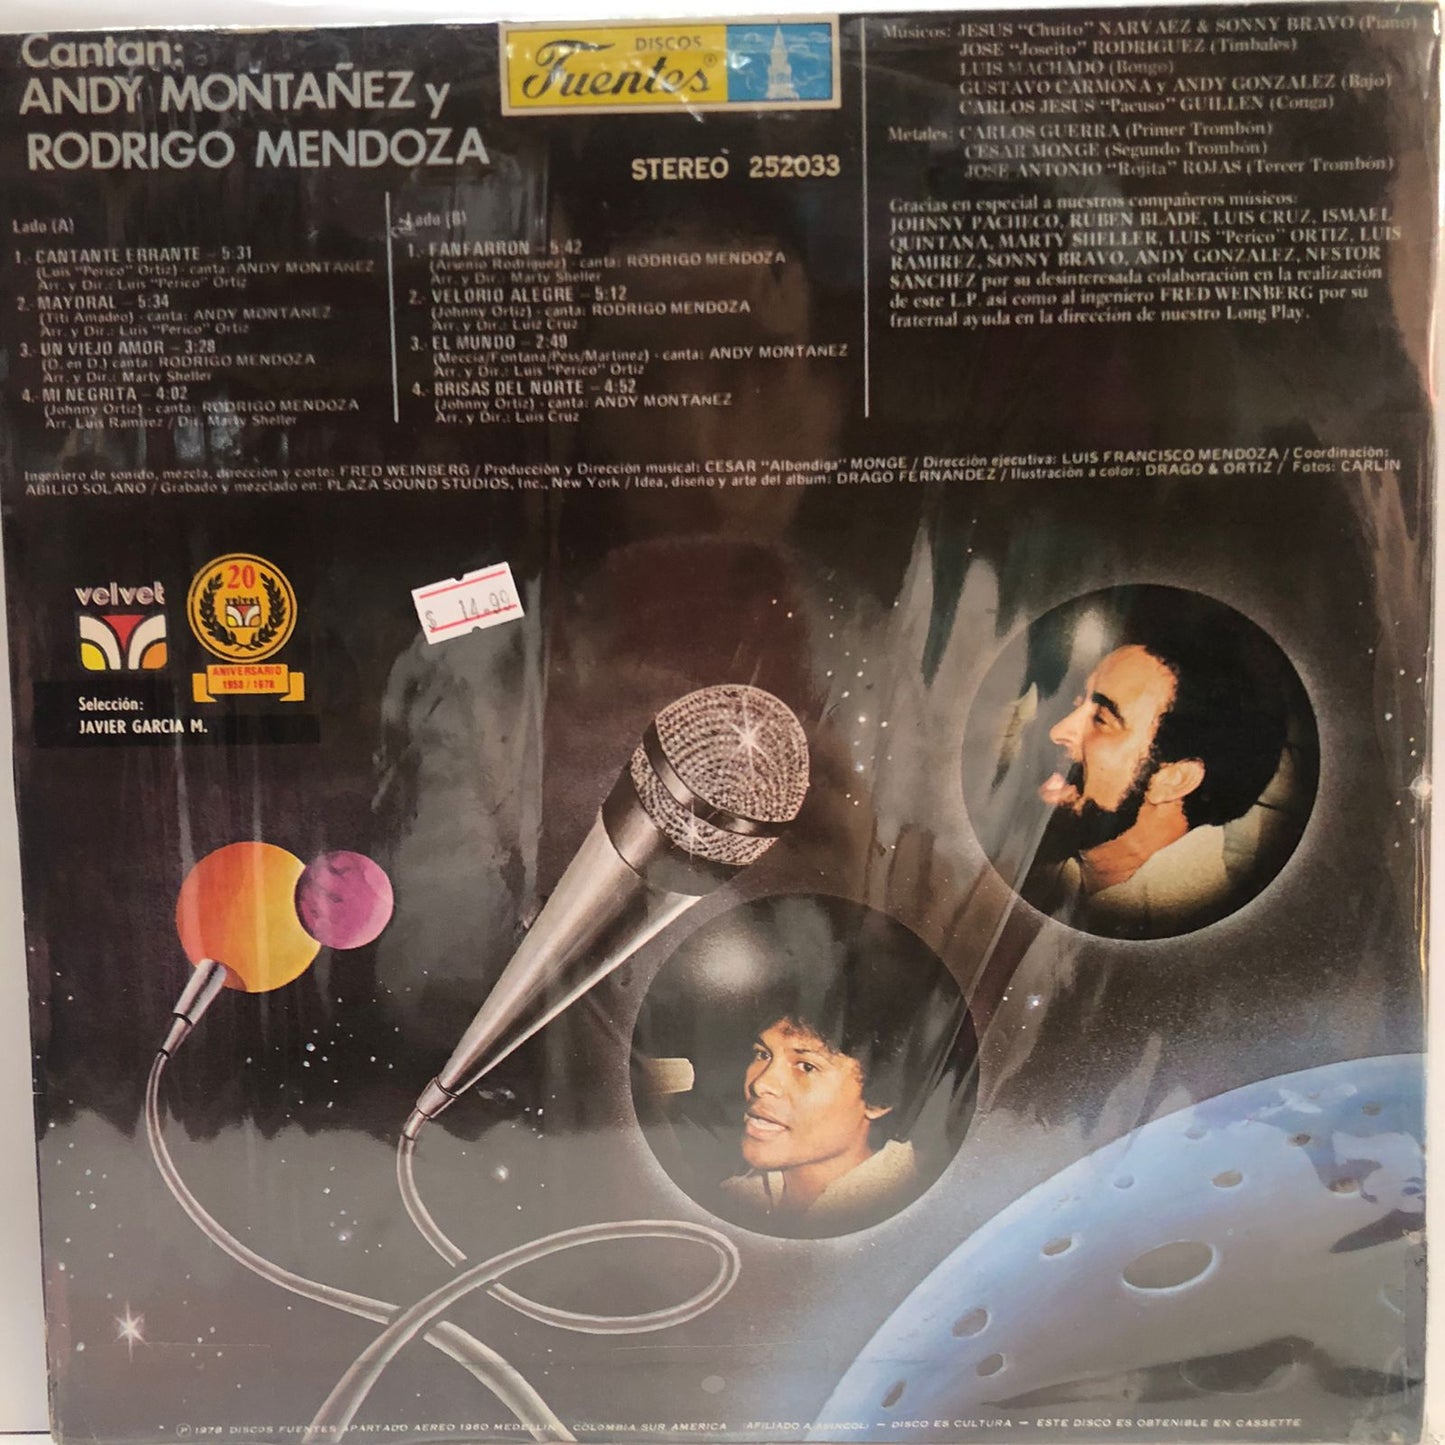 Cantan:
ANDY MONTAÑEZ y
RODRIGO MENDOZA
DISCOS
Fuentes®
STEREO 252033
Lado (A)
1.- CANTANTE ERRANTE – 5:31
(Luis "Perico" Ortiz) - canta: ANDY MONTAÑEZ
Arr. y Dir.: Luis "Perico" Ortiz
2.- MAYORAL – 5:34
(Titi Amadeo) - canta: ANDY MONTAÑEZ
Arr. y Dir.: Luis "Perico" Ortiz
3.- UN VIEJO AMOR – 3:28
(D. en D.) canta: RODRIGO MENDOZA
Arr. y Dir.: Marty Sheller
4.- MI NEGRITA – 4:02
(Johnny Ortiz) - canta: RODRIGO MENDOZA
Arr. Luis Ramirez / Dir. Marty Sheller
Lado (B)
1.- FANFARRON – 5:42
(Arsenio Rodriguez) - canta: RODRIGO MENDOZA
Arr. y Dir.: Marty Sheller
2.- VELORIO ALEGRE – 5:12
(Johnny Ortiz) - canta: RODRIGO MENDOZA
Arr. y Dir.: Luiz Cruz
3.- EL MUNDO – 2:49
(Meccia/Fontana/Pess/Martinez) - canta: ANDY MONTAÑEZ
Arr. y Dir.: Luis "Perico" Ortiz
4.- BRISAS DEL NORTE – 4:52
(Johnny Ortiz) - canta: ANDY MONTAÑEZ
Arr. y Dir.: Luis Cruz
Musicos: JESUS "Chuito" NARVAEZ & SONNY BRAVO (Piano)
JOSE "Joseito" RODRIGUEZ (Timbales)
LUIS MACHADO (Bongo)
GUSTAVO CARMONA y ANDY GONZALEZ (Bajo)
CARLOS JESUS "Pacuso" GUILLEN (Conga)
Metales: CARLOS GUERRA (Primer Trombón)
CESAR MONGE (Segundo Trombón)
JOSE ANTONIO "Rojita" ROJAS (Tercer Trombón)
Gracias en especial a nuestros compañeros músicos:
JOHNNY PACHECO, RUBEN BLADE, LUIS CRUZ, ISMAEL
QUINTANA, MARTY SHELLER, LUIS "Perico" ORTIZ, LUIS
RAMIREZ, SONNY BRAVO, ANDY GONZALEZ, NESTOR
SANCHEZ por su desinteresada colaboración en la realización
de este L.P. así como al ingeniero FRED WEINBERG por su
fraternal ayuda en la dirección de nuestro Long Play.
Ingeniero de sonido, mezcla, dirección y corte: FRED WEINBERG / Producción y Dirección musical: CESAR "Albondiga" MONGE / Dirección ejecutiva: LUIS FRANCISCO MENDOZA / Coordinación:
ABILIO SOLANO / Grabado y mezclado en: PLAZA SOUND STUDIOS, Inc., New York / Idea, diseño y arte del album: DRAGO FERNANDEZ / Ilustración a color: DRAGO & ORTIZ / Fotos: CARLIN
velvet
20
velvet
ANIVERSARIO
1958 / 1978
$ 14.99
Selección:
JAVIER GARCIA M.
Ⓟ 1978 DISCOS FUENTES APARTADO AEREO 1960 MEDELLIN COLOMBIA SUR AMERICA (AFILIADO A ASINCOL) – DISCO ES CULTURA – ESTE DISCO ES OBTENIBLE EN CASSETTE